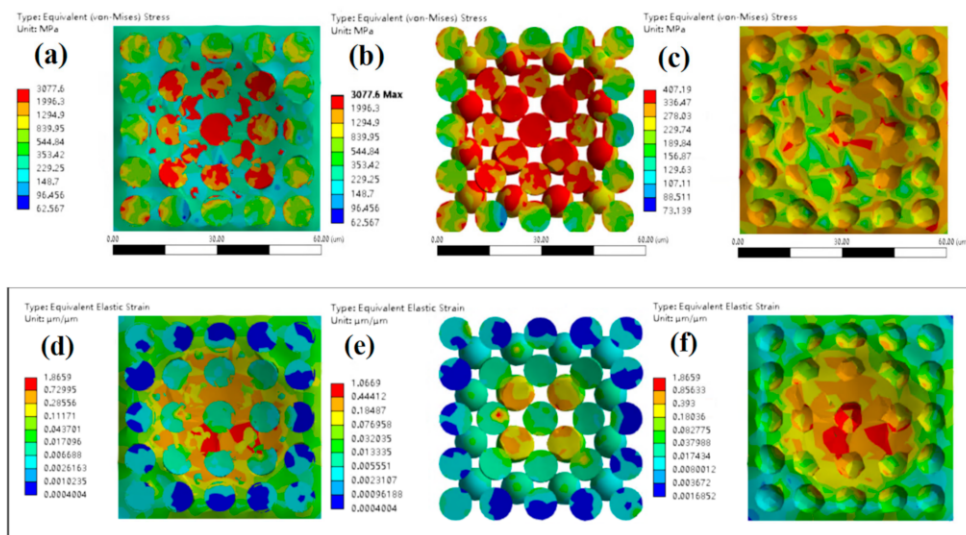 Type: Equivalent (von-Mises) Stress
Unit: MPa
(a)
3077.6
1996.3
1294.9
839.95
544.84
353.42
229.25
148.7
96.456
62.567
0.00
30.00
60.00 (um)
Type: Equivalent (von-Mises) Stress
Unit: MPa
(b)
3077.6 Max
1996.3
1294.9
839.95
544.84
353.42
229.25
148.7
96.456
62.567
0.00
30.00
60.00 (um)
Type: Equivalent (von-Mises) Stress
Unit: MPa
(c)
407.19
336.47
278.03
229.74
189.84
156.87
129.63
107.11
88.511
73.139
0.00
30.00
60.00 (um)
Type: Equivalent Elastic Strain
Unit: µm/µm
(d)
1.8659
0.72995
0.28556
0.11171
0.043701
0.017096
0.006688
0.0026163
0.0010235
0.0004004
Type: Equivalent Elastic Strain
Unit: µm/µm
(e)
1.0669
0.44412
0.18487
0.076958
0.032035
0.013335
0.005551
0.0023107
0.00096188
0.0004004
Type: Equivalent Elastic Strain
Unit: µm/µm
(f)
1.8659
0.85633
0.393
0.18036
0.082775
0.037988
0.017434
0.0080012
0.003672
0.0016852